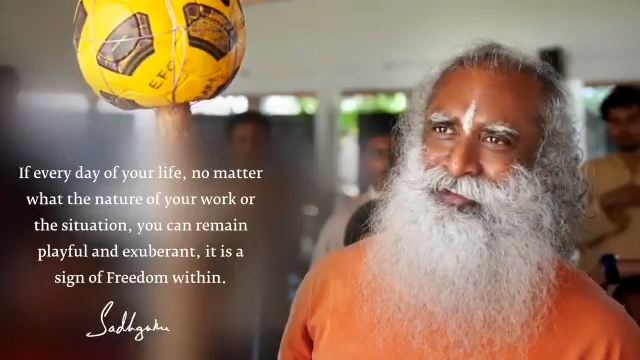 EFC
If every day of your life, no matter
what the nature of your work or
the situation, you can remain
playful and exuberant, it is a
sign of Freedom within.
Sadhguru